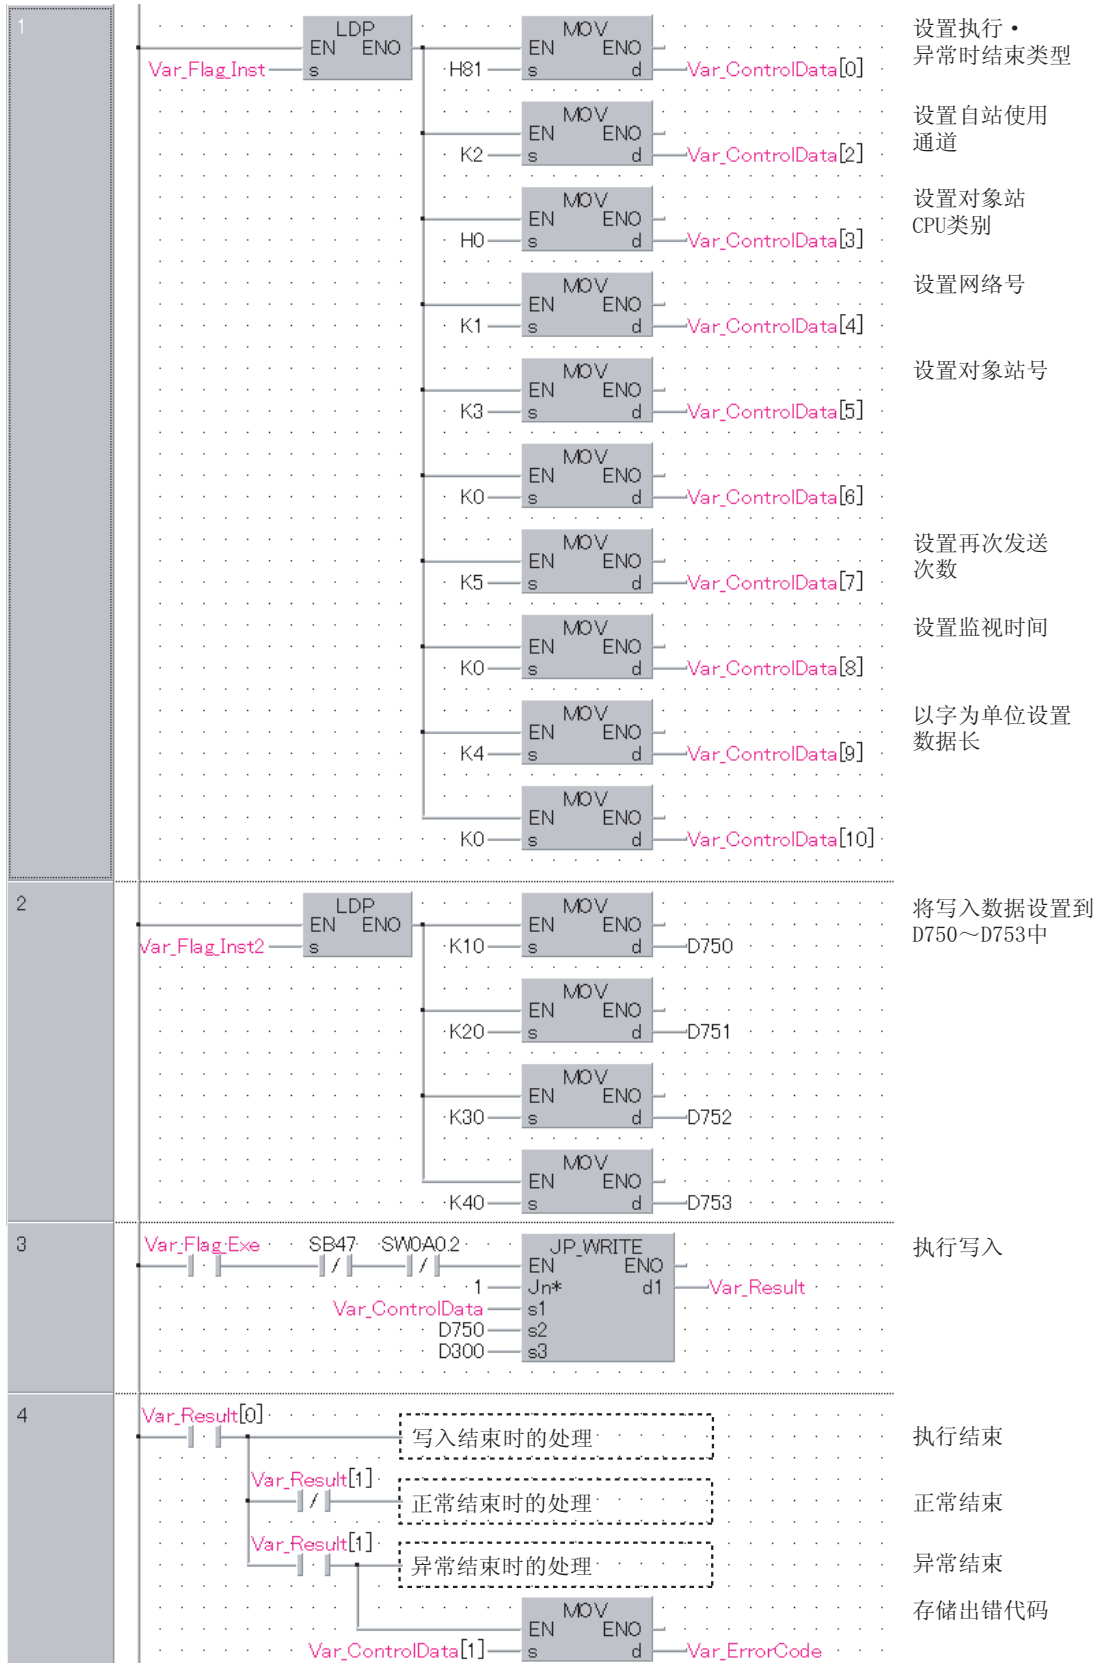 1
LDP
MOV
设置执行・
EN ENO
EN ENO
异常时结束类型
Var_Flag_Inst
s
H81
s d
Var_ControlData[0]
MOV
设置自站使用
EN ENO
通道
K2
s d
Var_ControlData[2]
MOV
设置对象站
EN ENO
CPU类别
H0
s d
Var_ControlData[3]
MOV
设置网络号
EN ENO
K1
s d
Var_ControlData[4]
MOV
设置对象站号
EN ENO
K3
s d
Var_ControlData[5]
MOV
EN ENO
K0
s d
Var_ControlData[6]
MOV
设置再次发送
EN ENO
次数
K5
s d
Var_ControlData[7]
MOV
设置监视时间
EN ENO
K0
s d
Var_ControlData[8]
MOV
以字为单位设置
EN ENO
数据长
K4
s d
Var_ControlData[9]
MOV
EN ENO
K0
s d
Var_ControlData[10]
2
LDP
MOV
将写入数据设置到
EN ENO
EN ENO
D750～D753中
Var_Flag_Inst2
s
K10
s d
D750
MOV
EN ENO
K20
s d
D751
MOV
EN ENO
K30
s d
D752
MOV
EN ENO
K40
s d
D753
3
Var_Flag_Exe
SB47
SW0A0.2
JP_WRITE
执行写入
EN ENO
1
Jn* d1
Var_Result
Var_ControlData
s1
D750
s2
D300
s3
4
Var_Result[0]
写入结束时的处理
执行结束
Var_Result[1]
正常结束时的处理
正常结束
Var_Result[1]
异常结束时的处理
异常结束
MOV
存储出错代码
EN ENO
Var_ControlData[1]
s d
Var_ErrorCode